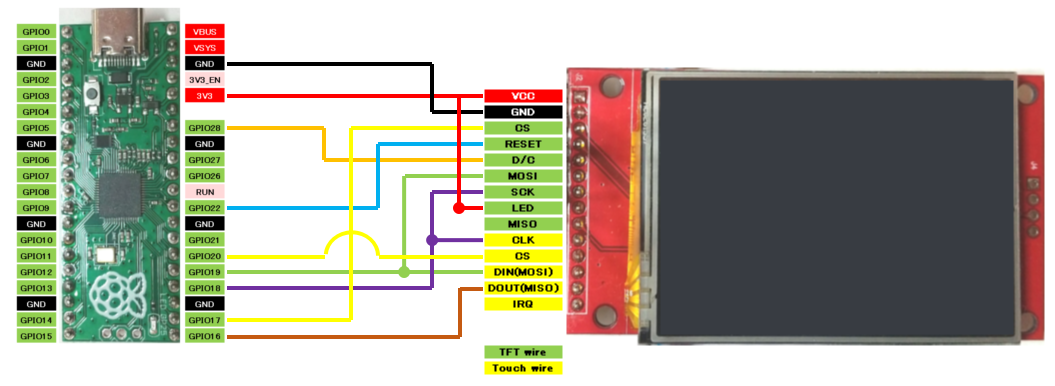 GPIO0
GPIO1
GND
GPIO2
GPIO3
GPIO4
GPIO5
GND
GPIO6
GPIO7
GPIO8
GPIO9
GND
GPIO10
GPIO11
GPIO12
GPIO13
GND
GPIO14
GPIO15
VBUS
VSYS
GND
3V3_EN
3V3
GPIO28
GND
GPIO27
GPIO26
RUN
GPIO22
GND
GPIO21
GPIO20
GPIO19
GPIO18
GND
GPIO17
GPIO16
VCC
GND
CS
RESET
D/C
MOSI
SCK
LED
MISO
CLK
CS
DIN(MOSI)
DOUT(MISO)
IRQ
TFT wire
Touch wire
J4